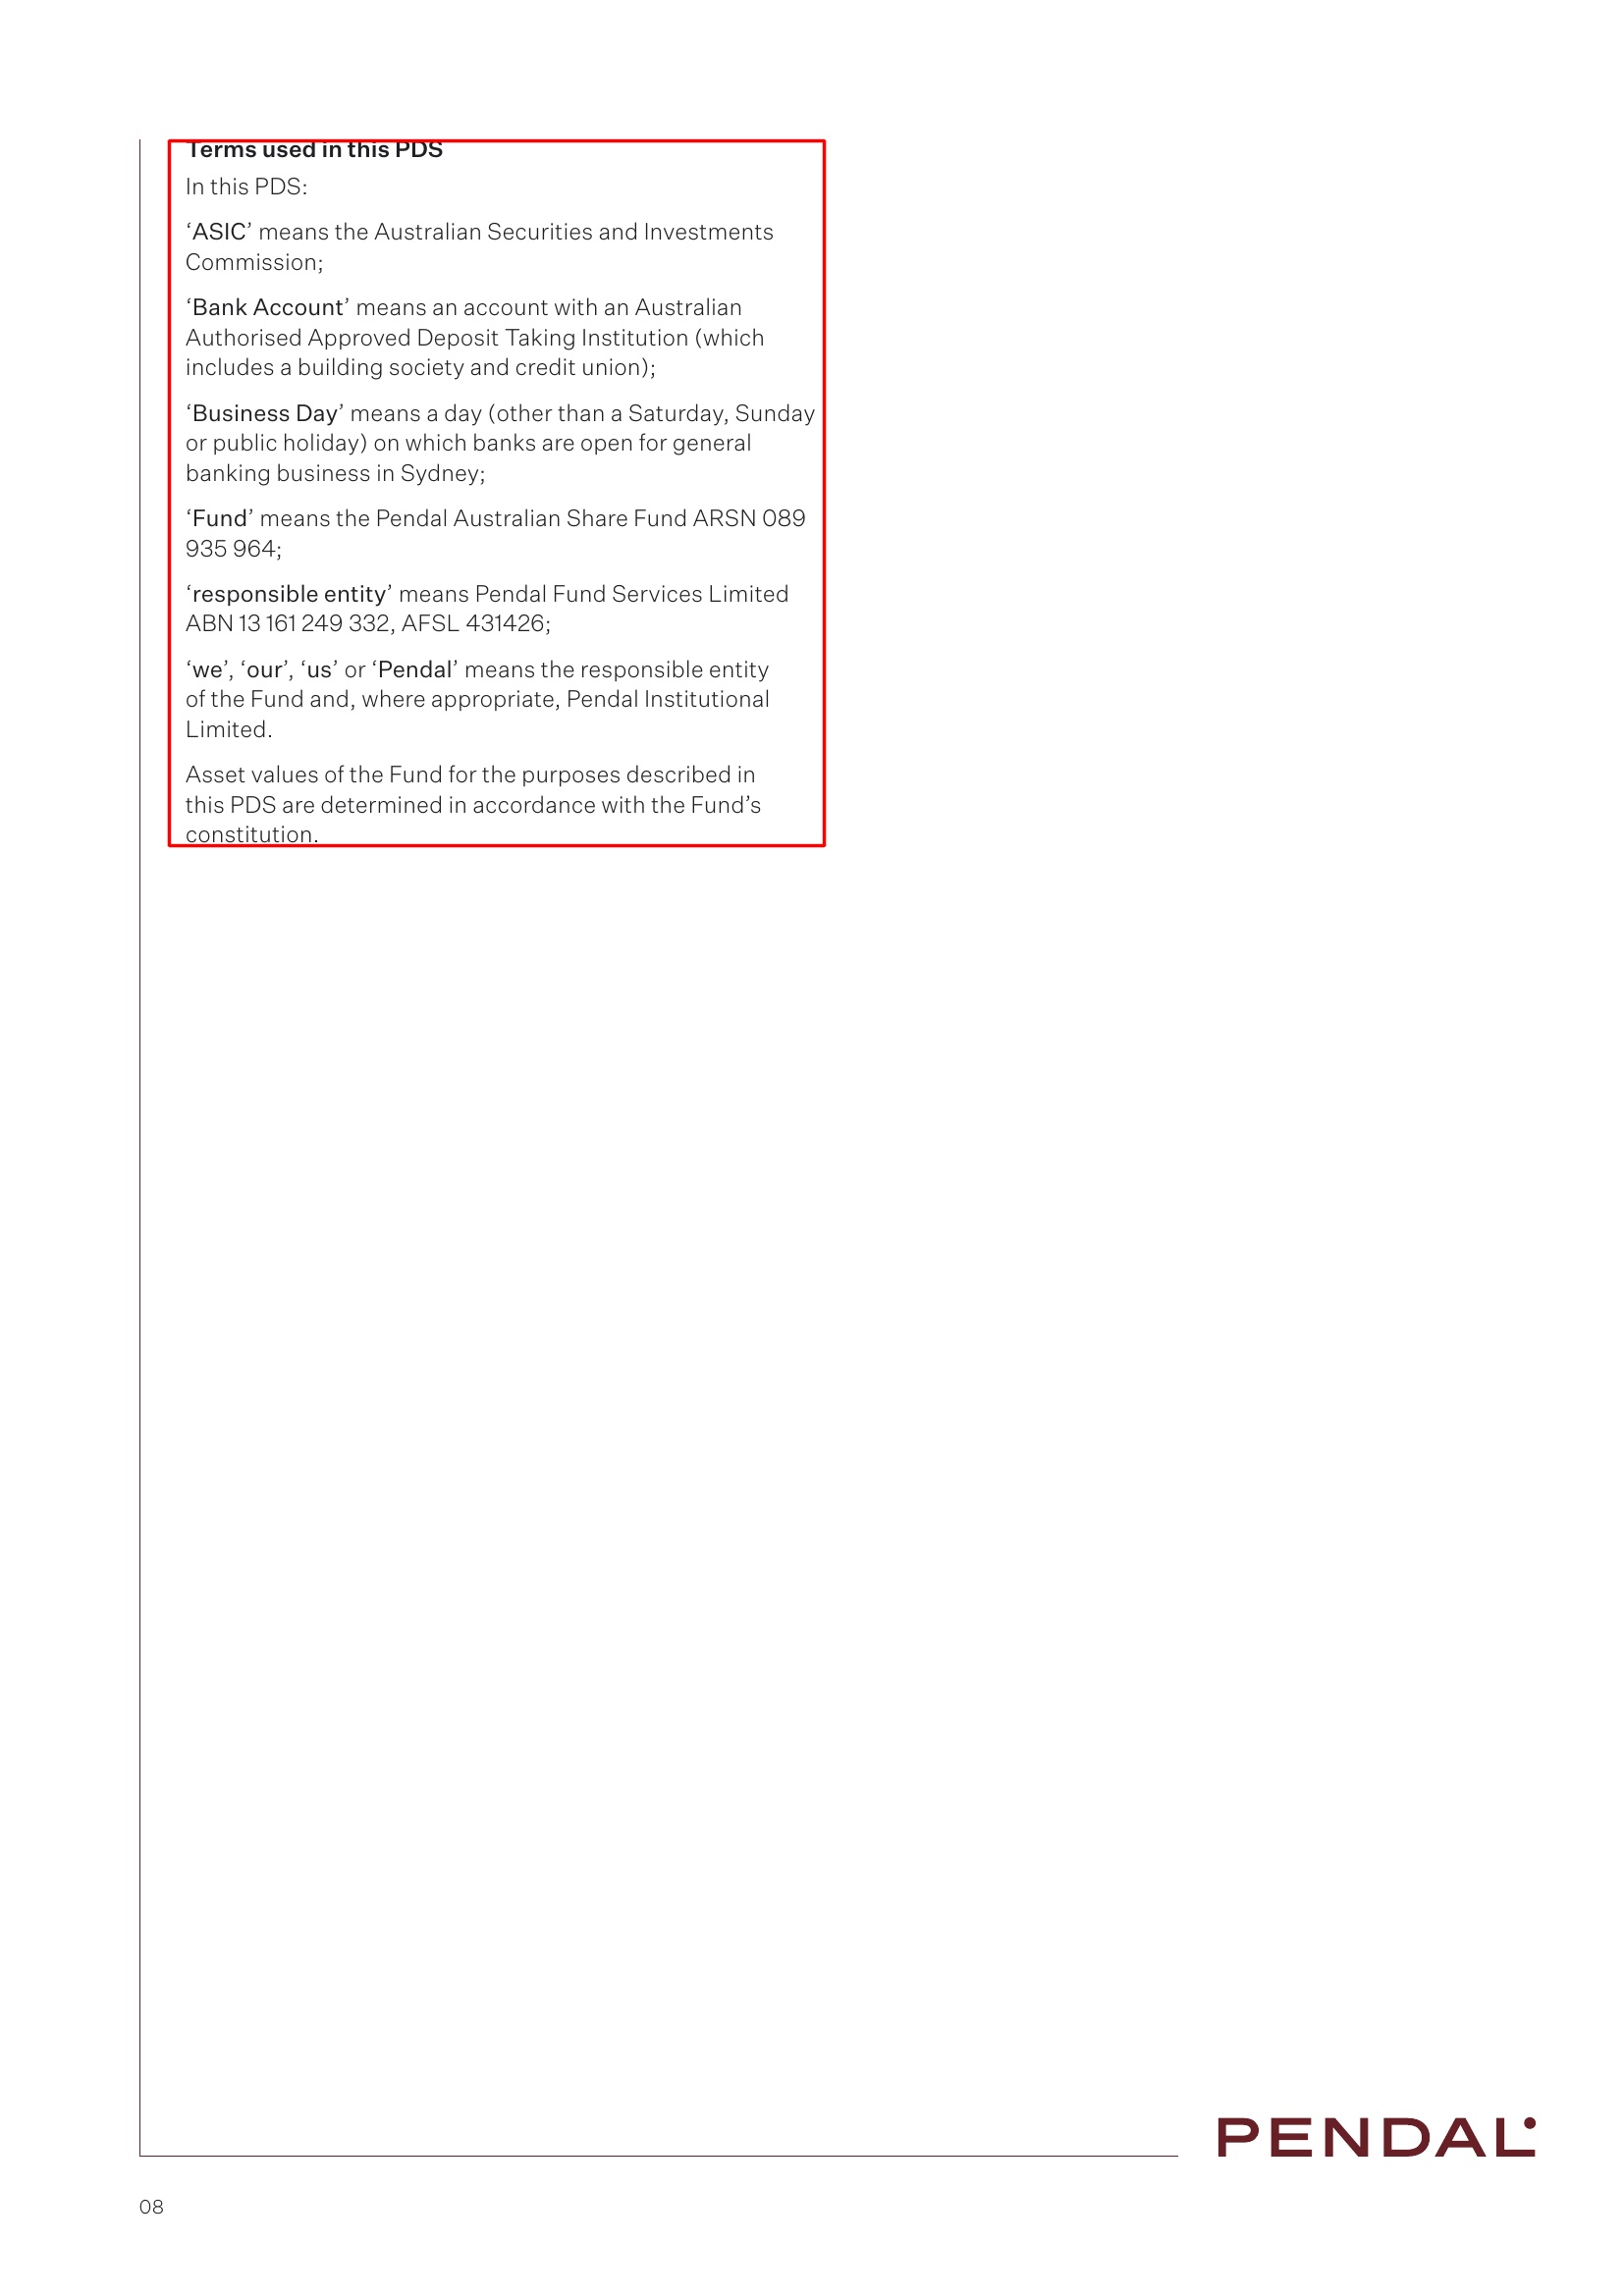 Terms used in this PDS
In this PDS:
‘ASIC’ means the Australian Securities and Investments
Commission;
‘Bank Account’ means an account with an Australian
Authorised Approved Deposit Taking Institution (which
includes a building society and credit union);
‘Business Day’ means a day (other than a Saturday, Sunday
or public holiday) on which banks are open for general
banking business in Sydney;
‘Fund’ means the Pendal Australian Share Fund ARSN 089
935 964;
‘responsible entity’ means Pendal Fund Services Limited
ABN 13 161 249 332, AFSL 431426;
‘we’, ‘our’, ‘us’ or ‘Pendal’ means the responsible entity
of the Fund and, where appropriate, Pendal Institutional
Limited.
Asset values of the Fund for the purposes described in
this PDS are determined in accordance with the Fund’s
constitution.
PENDAL
08